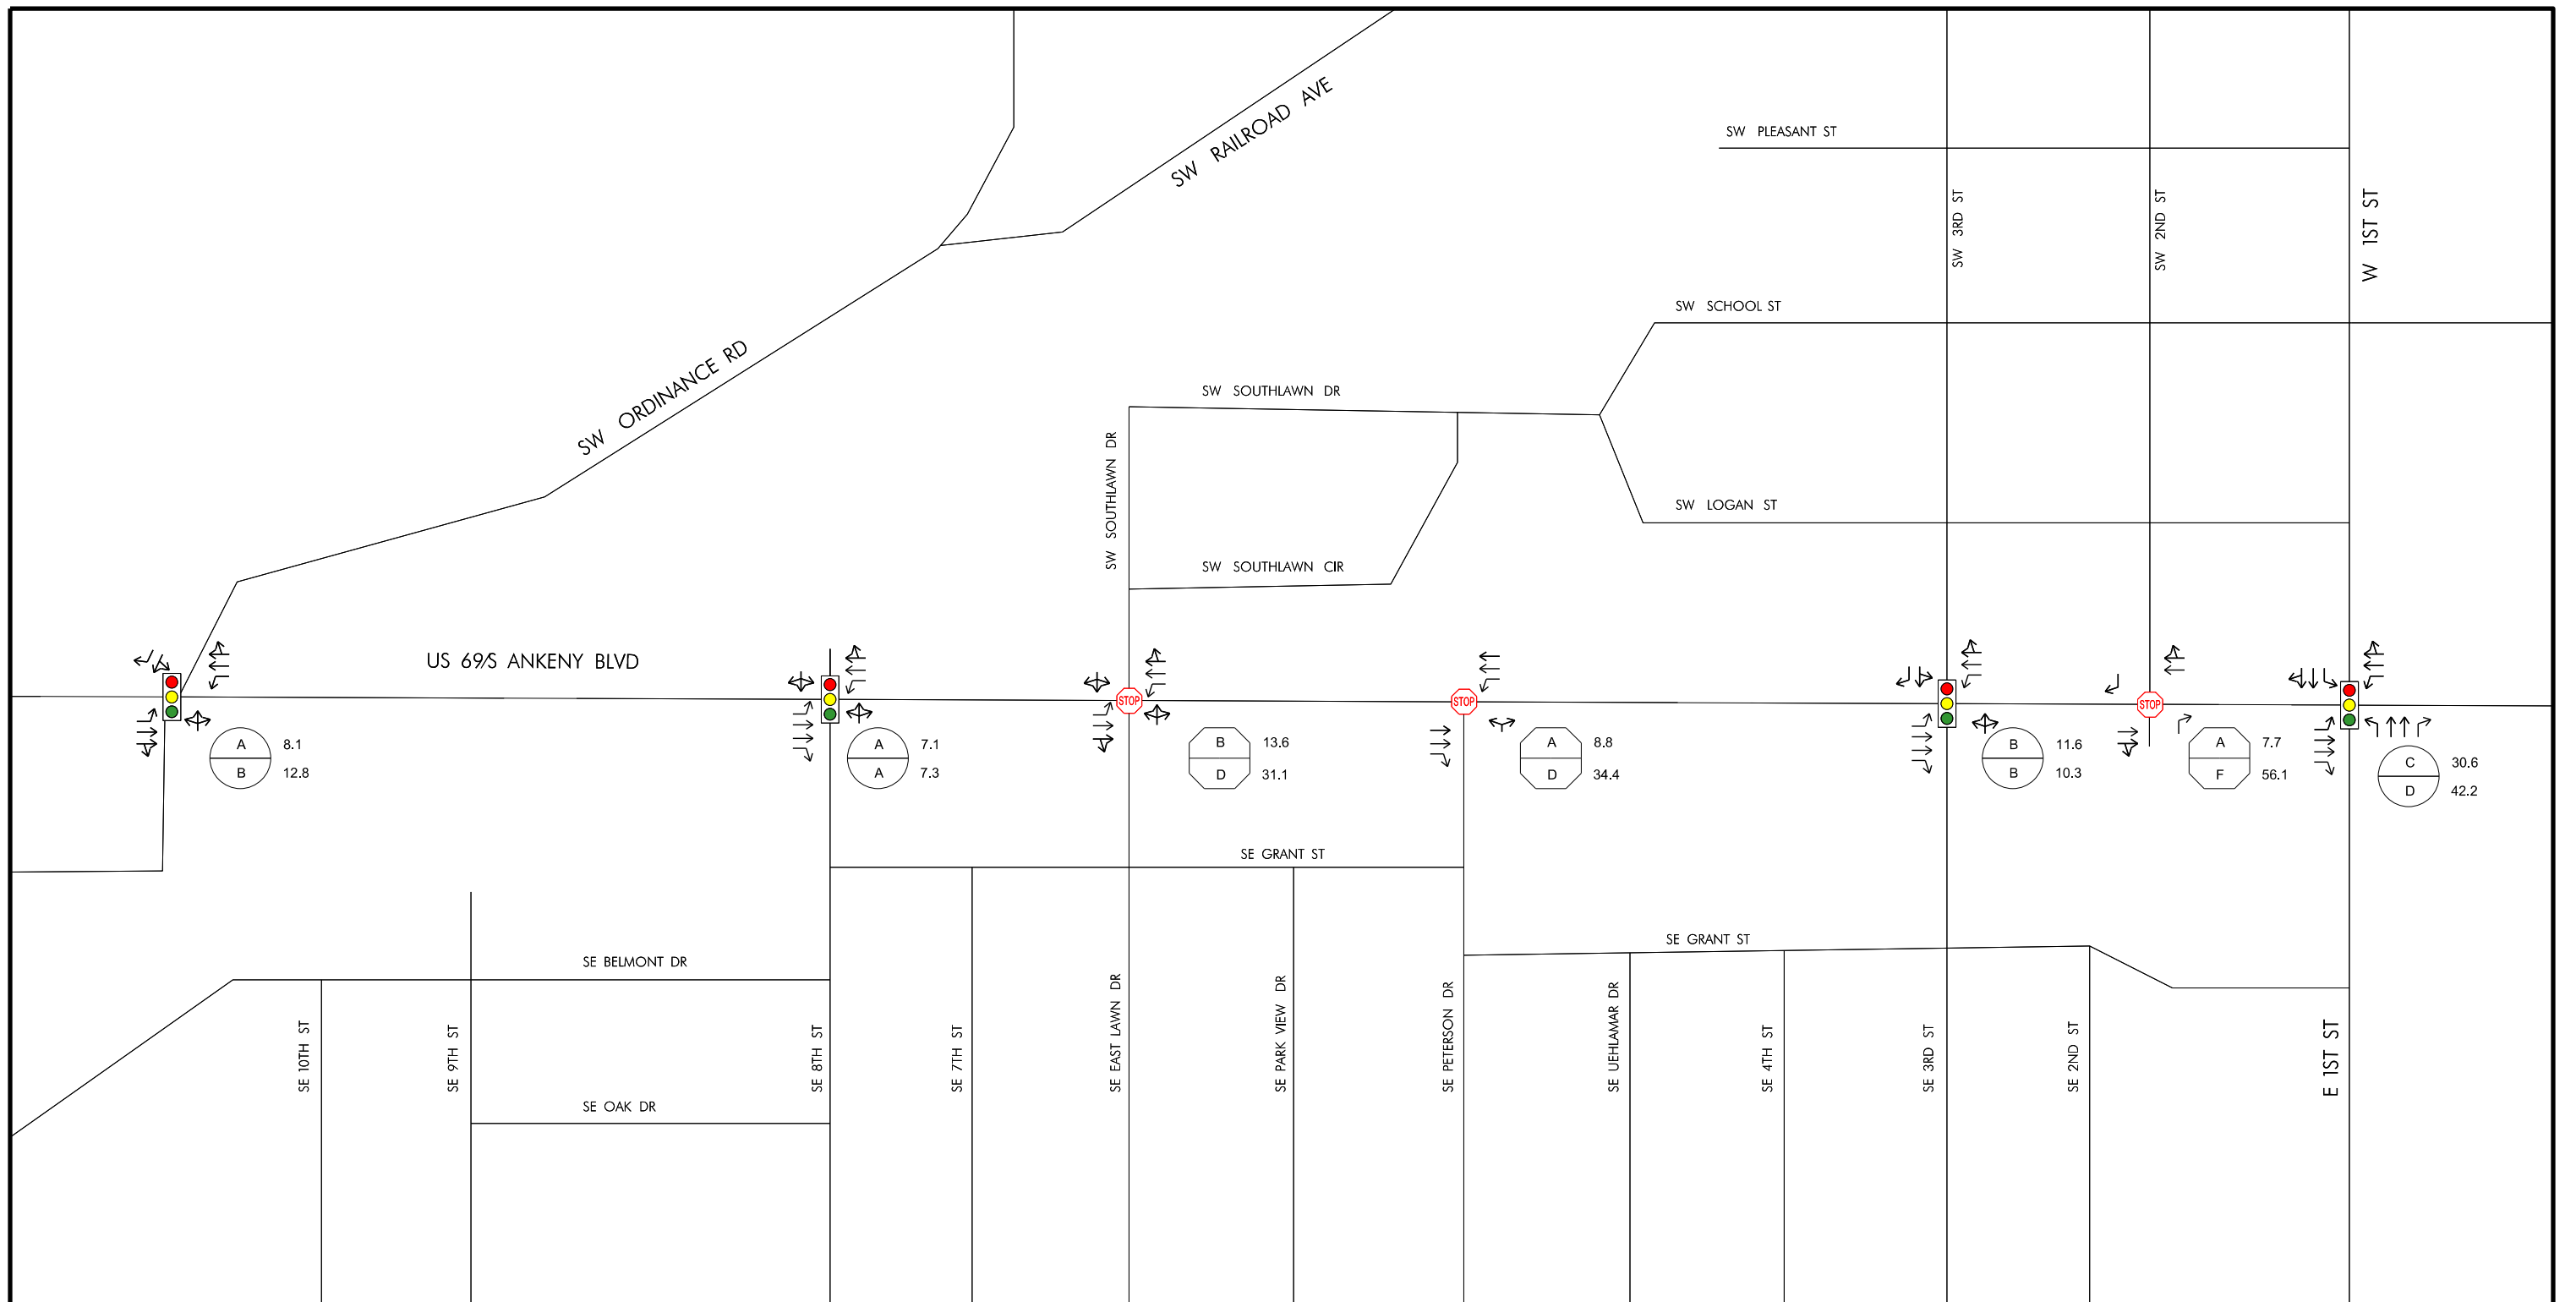 SW PLEASANT ST
SW RAILROAD AVE
SW 3RD ST
SW 2ND ST
W 1ST ST
SW SCHOOL ST
SW ORDINANCE RD
SW SOUTHLAWN DR
SW SOUTHLAWN DR
SW LOGAN ST
SW SOUTHLAWN CIR
US 69/S ANKENY BLVD
STOP
STOP
STOP
A 8.1
B 12.8
A 7.1
A 7.3
B 13.6
D 31.1
A 8.8
D 34.4
B 11.6
B 10.3
A 7.7
F 56.1
C 30.6
D 42.2
SE GRANT ST
SE GRANT ST
SE BELMONT DR
SE 10TH ST
SE 9TH ST
SE 8TH ST
SE 7TH ST
SE EAST LAWN DR
SE PARK VIEW DR
SE PETERSON DR
SE UEHLAMAR DR
SE 4TH ST
SE 3RD ST
SE 2ND ST
E 1ST ST
SE OAK DR